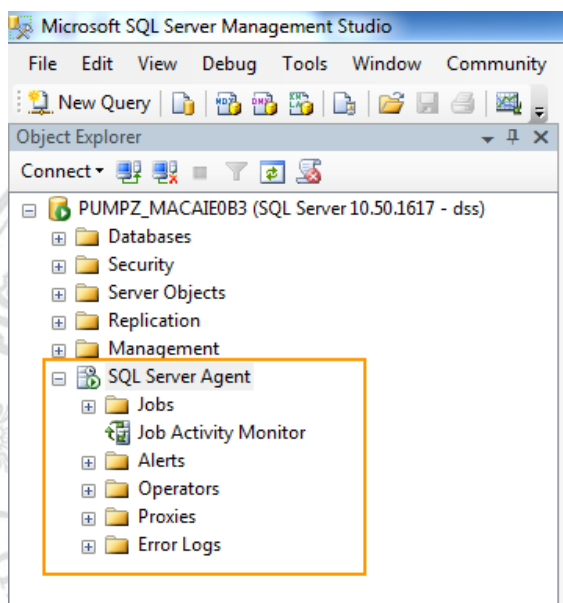 Microsoft SQL Server Management Studio
File Edit View Debug Tools Window Community
New Query
Object Explorer
Connect
PUMPZ_MACAIE0B3 (SQL Server 10.50.1617 - dss)
Databases
Security
Server Objects
Replication
Management
SQL Server Agent
Jobs
Job Activity Monitor
Alerts
Operators
Proxies
Error Logs